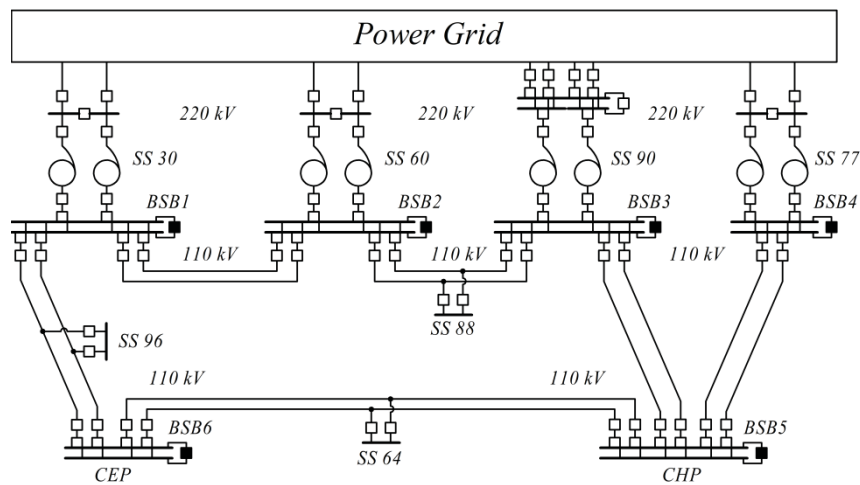 Power Grid
220 kV
220 kV
220 kV
SS 30
SS 60
SS 90
SS 77
BSB1
BSB2
BSB3
BSB4
110 kV
110 kV
110 kV
SS 88
SS 96
110 kV
110 kV
BSB6
BSB5
SS 64
CEP
CHP